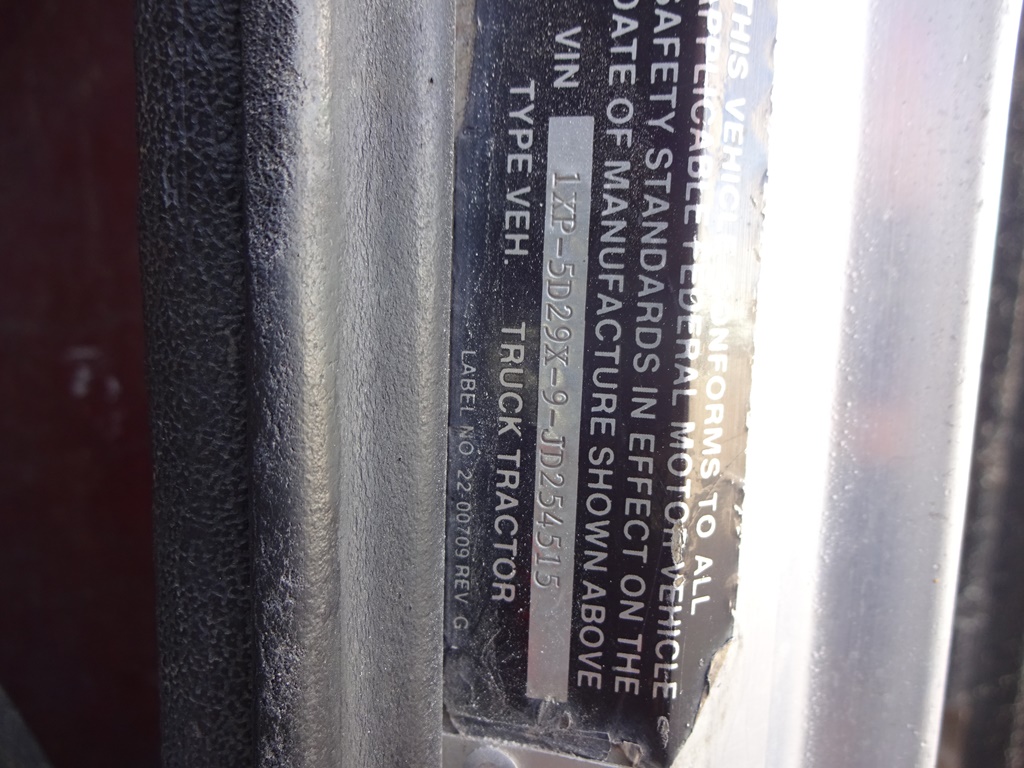 THIS VEHICLE CONFORMS TO ALL
APPLICABLE FEDERAL MOTOR VEHICLE
SAFETY STANDARDS IN EFFECT ON THE
DATE OF MANUFACTURE SHOWN ABOVE
VIN 1XP-5D29X-9-JD254515
TYPE VEH. TRUCK TRACTOR
LABEL NO. 22-00709 REV G